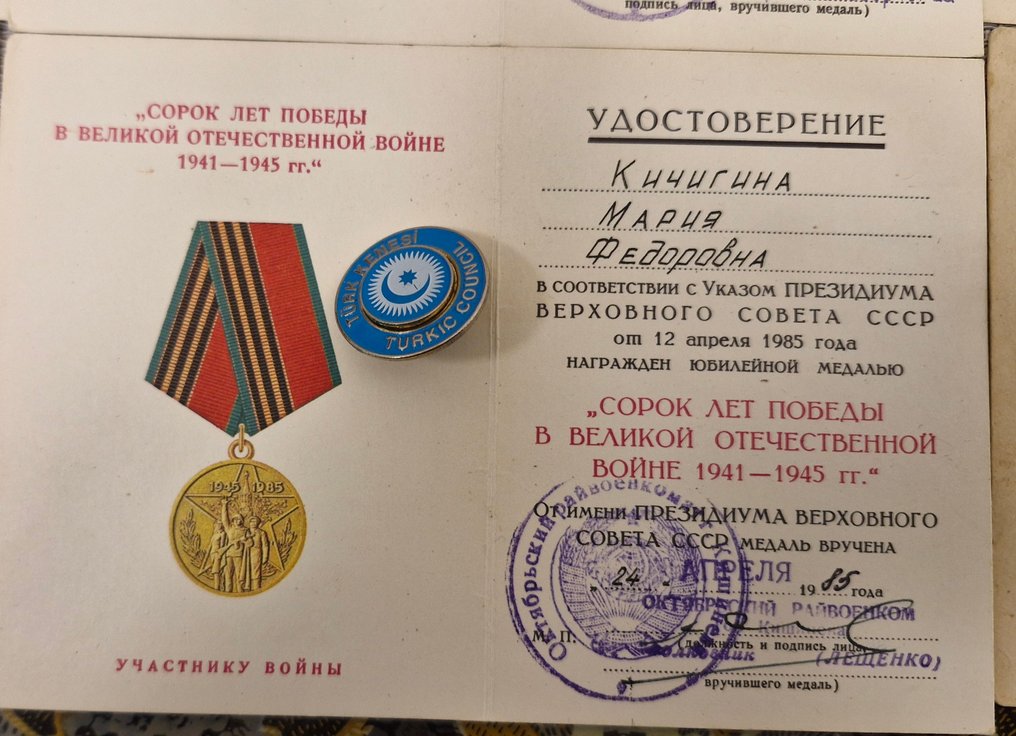 подпись лица, вручившего медаль)
„СОРОК ЛЕТ ПОБЕДЫ
В ВЕЛИКОЙ ОТЕЧЕСТВЕННОЙ ВОЙНЕ
1941—1945 гг.“
1945 1985
УЧАСТНИКУ ВОЙНЫ
TÜRK KENEŞİ
TURKIC COUNCIL
УДОСТОВЕРЕНИЕ
Кичигина
Мария
Федоровна
В СООТВЕТСТВИИ С УКАЗОМ ПРЕЗИДИУМА
ВЕРХОВНОГО СОВЕТА СССР
от 12 апреля 1985 года
НАГРАЖДЕН ЮБИЛЕЙНОЙ МЕДАЛЬЮ
„СОРОК ЛЕТ ПОБЕДЫ
В ВЕЛИКОЙ ОТЕЧЕСТВЕННОЙ
ВОЙНЕ 1941—1945 гг.“
ОТ ИМЕНИ ПРЕЗИДИУМА ВЕРХОВНОГО
СОВЕТА СССР МЕДАЛЬ ВРУЧЕНА
„24„ АПРЕЛЯ 1985 года
ОКТЯБРЬСКИЙ РАЙВОЕНКОМ
М. П.
(должность и подпись лица,
полковник (ЛЕЩЕНКО)
вручившего медаль)
Октябрьский райвоенкомат